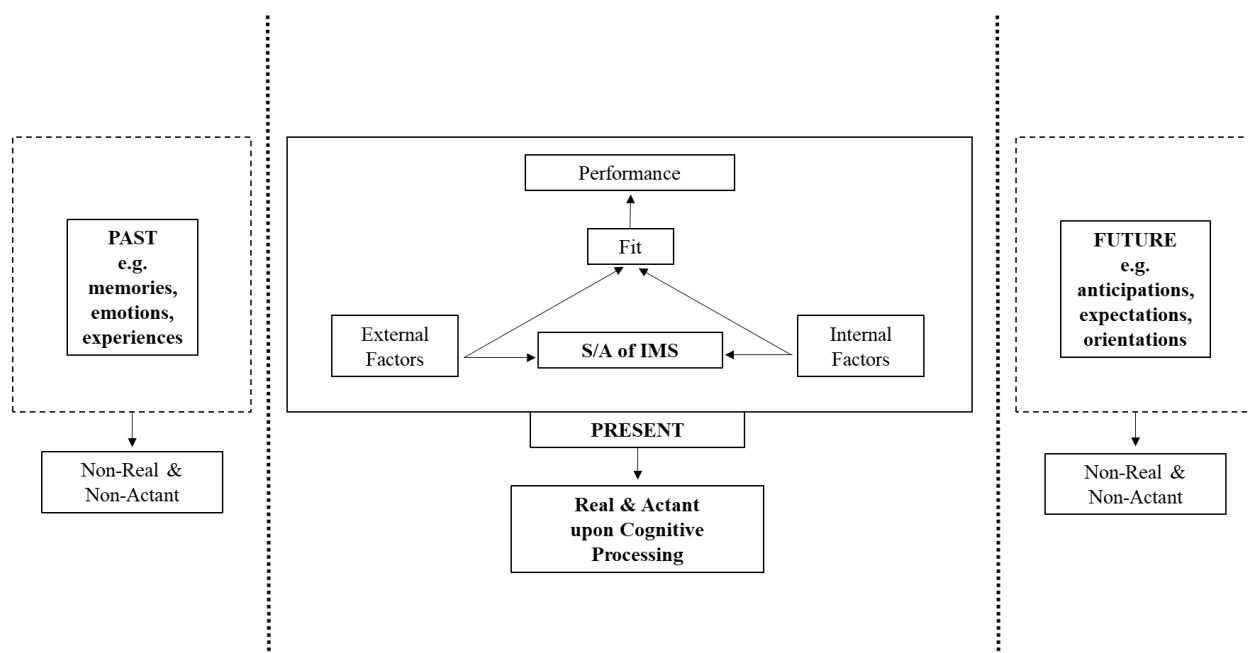 PAST
e.g.
memories,
emotions,
experiences
Non-Real &
Non-Actant
Performance
Fit
External
Factors
S/A of IMS
Internal
Factors
PRESENT
Real & Actant
upon Cognitive
Processing
FUTURE
e.g.
anticipations,
expectations,
orientations
Non-Real &
Non-Actant